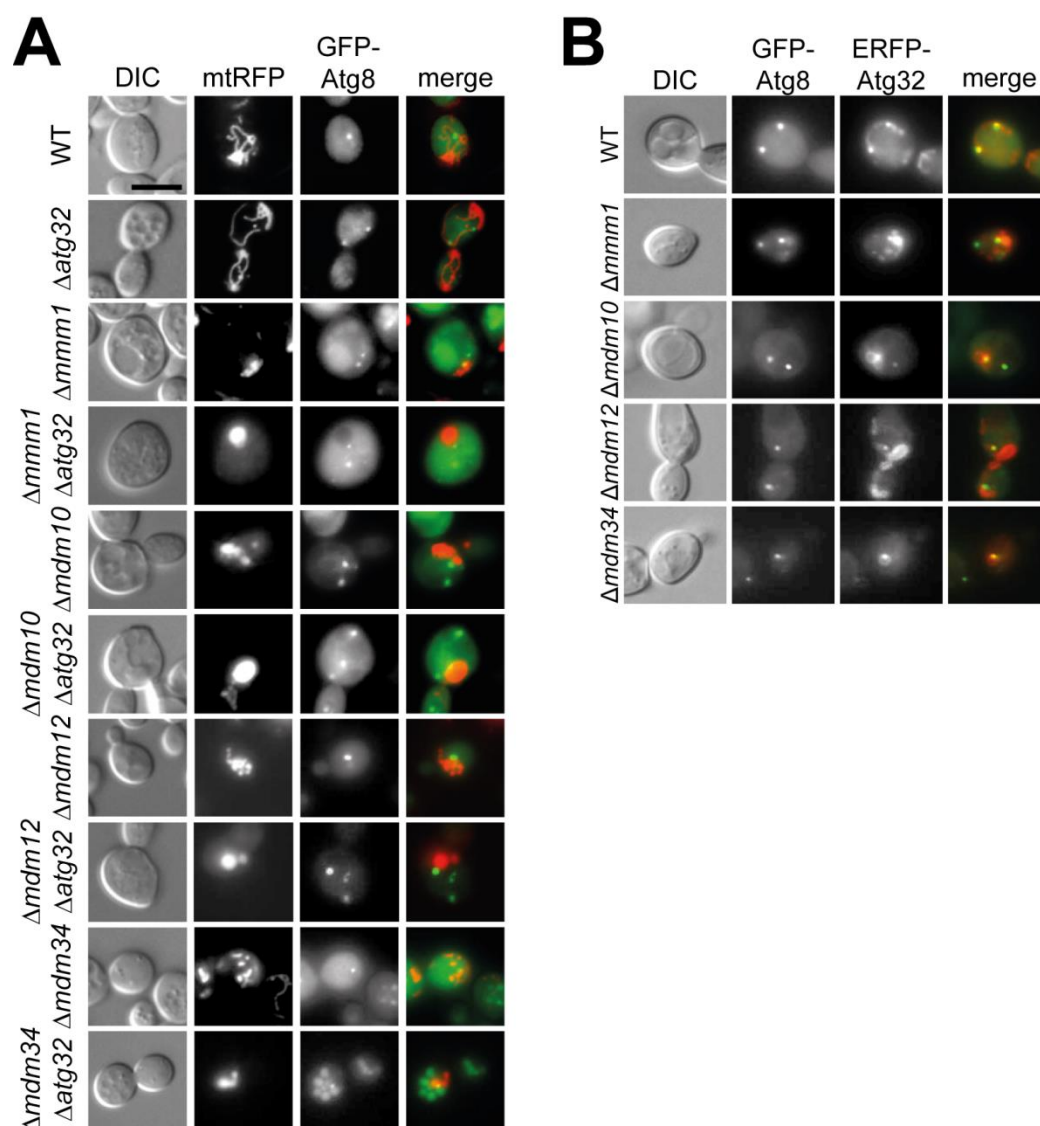 A
DIC mtRFP GFP-Atg8 merge
WT
Δatg32
Δmmm1
Δmmm1 Δatg32
Δmdm10
Δmdm10 Δatg32
Δmdm12
Δmdm12 Δatg32
Δmdm34
Δmdm34 Δatg32
B
DIC GFP-Atg8 ERFP-Atg32 merge
WT
Δmmm1
Δmdm10
Δmdm12
Δmdm34